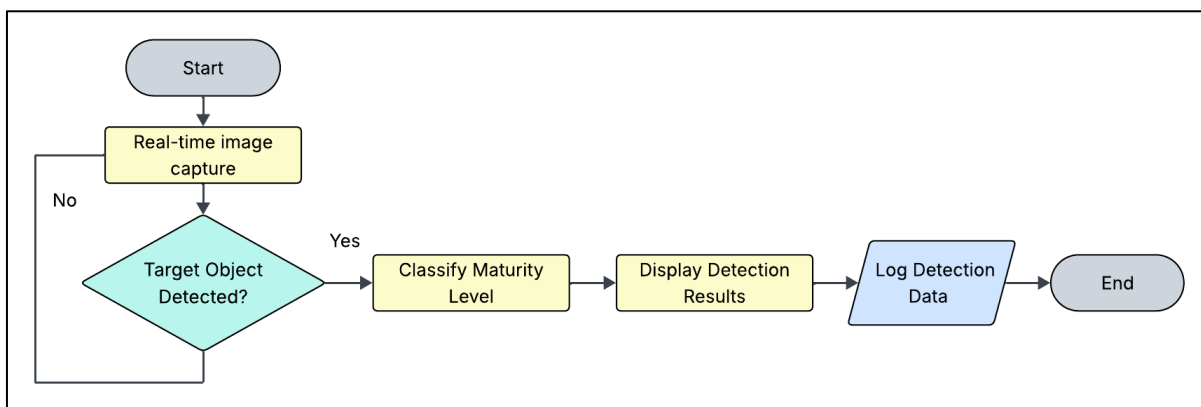 Start
Real-time image
capture
No
Target Object
Detected?
Yes
Classify Maturity
Level
Display Detection
Results
Log Detection
Data
End